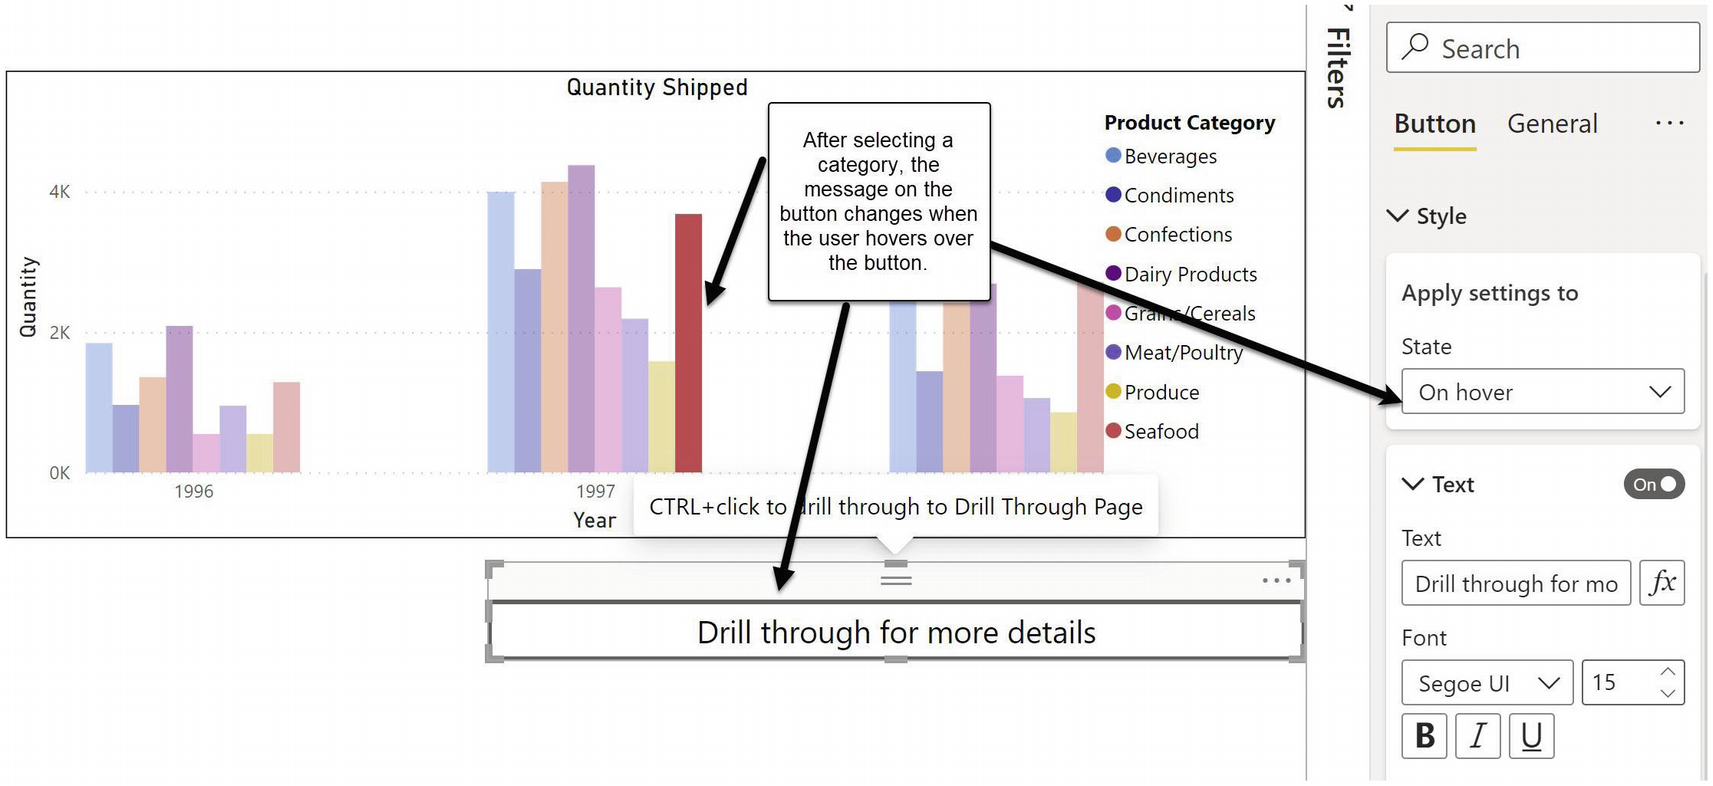 Quantity Shipped
After selecting a
category, the
message on the
button changes when
the user hovers over
the button.
Quantity
4K
2K
0K
1996
1997
Year
Product Category
Beverages
Condiments
Confections
Dairy Products
Grains/Cereals
Meat/Poultry
Produce
Seafood
CTRL+click to drill through to Drill Through Page
Drill through for more details
Filters
Search
Button General
Style
Apply settings to
State
On hover
Text
On
Text
Drill through for mo
fx
Font
Segoe UI
15
B I U